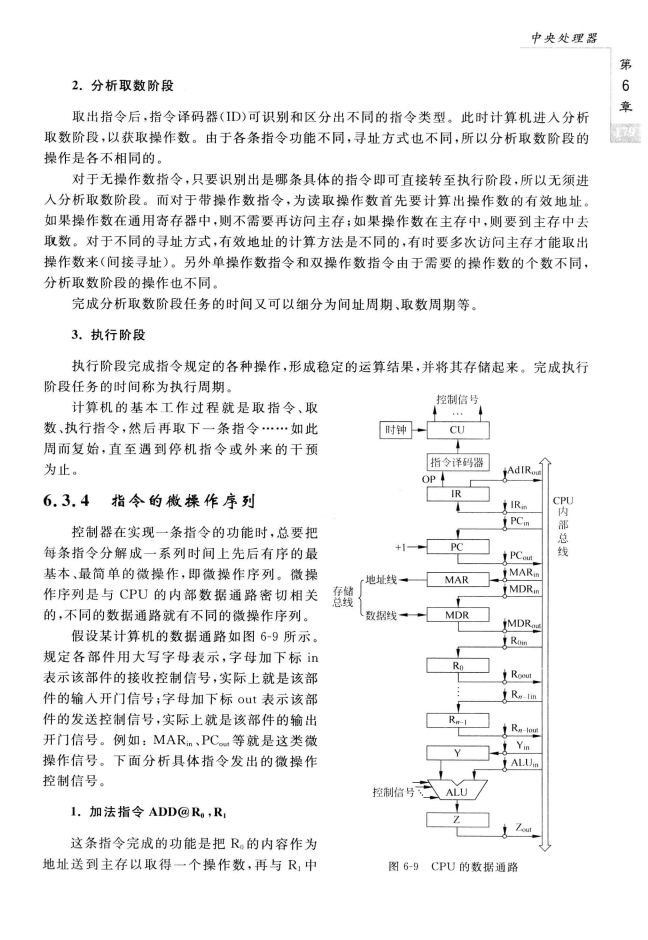 中央处理器
第
6
章
179
2. 分析取数阶段
取出指令后,指令译码器(ID)可识别和区分出不同的指令类型。此时计算机进入分析
取数阶段,以获取操作数。由于各条指令功能不同,寻址方式也不同,所以分析取数阶段的
操作是各不相同的。
对于无操作数指令,只要识别出是哪条具体的指令即可直接转至执行阶段,所以无须进
入分析取数阶段。而对于带操作数指令,为读取操作数首先要计算出操作数的有效地址。
如果操作数在通用寄存器中,则不需要再访问主存;如果操作数在主存中,则要到主存中去
取数。对于不同的寻址方式,有效地址的计算方法是不同的,有时要多次访问主存才能取出
操作数来(间接寻址)。另外单操作数指令和双操作数指令由于需要的操作数的个数不同,
分析取数阶段的操作也不同。
完成分析取数阶段任务的时间又可以细分为间址周期、取数周期等。
3. 执行阶段
执行阶段完成指令规定的各种操作,形成稳定的运算结果,并将其存储起来。完成执行
阶段任务的时间称为执行周期。
计算机的基本工作过程就是取指令、取
数、执行指令,然后再取下一条指令……如此
周而复始,直至遇到停机指令或外来的干预
为止。
6.3.4 指令的微操作序列
控制器在实现一条指令的功能时,总要把
每条指令分解成一系列时间上先后有序的最
基本、最简单的微操作,即微操作序列。微操
作序列是与 CPU 的内部数据通路密切相关
的,不同的数据通路就有不同的微操作序列。
假设某计算机的数据通路如图 6-9 所示。
规定各部件用大写字母表示,字母加下标 in
表示该部件的接收控制信号,实际上就是该部
件的输入开门信号;字母加下标 out 表示该部
件的发送控制信号,实际上就是该部件的输出
开门信号。例如:MARin、PCout等就是这类微
操作信号。下面分析具体指令发出的微操作
控制信号。
1. 加法指令 ADD@R0,R1
这条指令完成的功能是把 R0的内容作为
地址送到主存以取得一个操作数,再与 R1中
控制信号
…
时钟
CU
指令译码器
OP
AdIRout
IR
IRin
PCin
CPU
内
部
总
线
+1
PC
PCout
MARin
地址线
MAR
存储
总线
MDRin
数据线
MDR
MDRout
R0in
R0
R0out
Rn-1in
Rn-1
Rn-1out
Yin
Y
ALUin
控制信号
ALU
Z
Zout
图 6-9 CPU 的数据通路